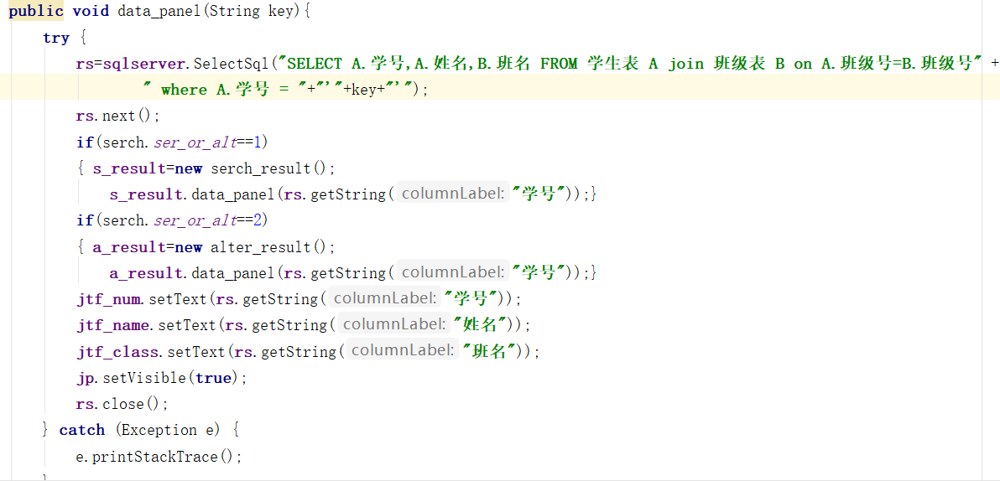 public void data_panel(String key){
try {
rs=sqlserver.SelectSql("SELECT A.学号,A.姓名,B.班名 FROM 学生表 A join 班级表 B on A.班级号=B.班级号" +
" where A.学号 = "+"'"+key+"'");
rs.next();
if(serch.ser_or_alt==1)
{ s_result=new serch_result();
s_result.data_panel(rs.getString( columnLabel: "学号"));}
if(serch.ser_or_alt==2)
{ a_result=new alter_result();
a_result.data_panel(rs.getString( columnLabel: "学号"));}
jtf_num.setText(rs.getString( columnLabel: "学号"));
jtf_name.setText(rs.getString( columnLabel: "姓名"));
jtf_class.setText(rs.getString( columnLabel: "班名"));
jp.setVisible(true);
rs.close();
} catch (Exception e) {
e.printStackTrace();
}